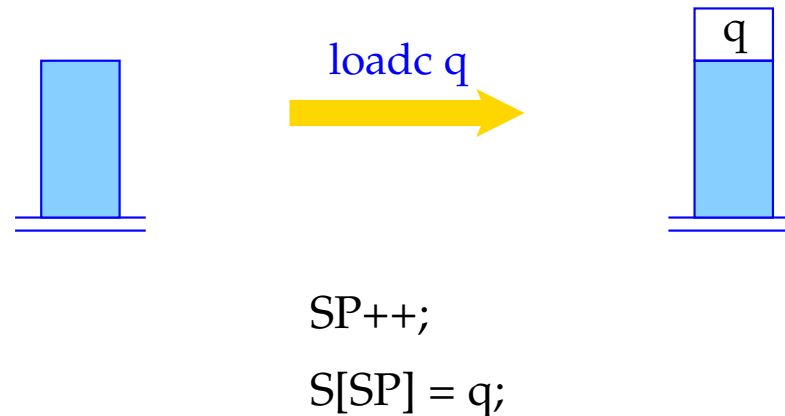 q
loadc q
SP++;
S[SP] = q;